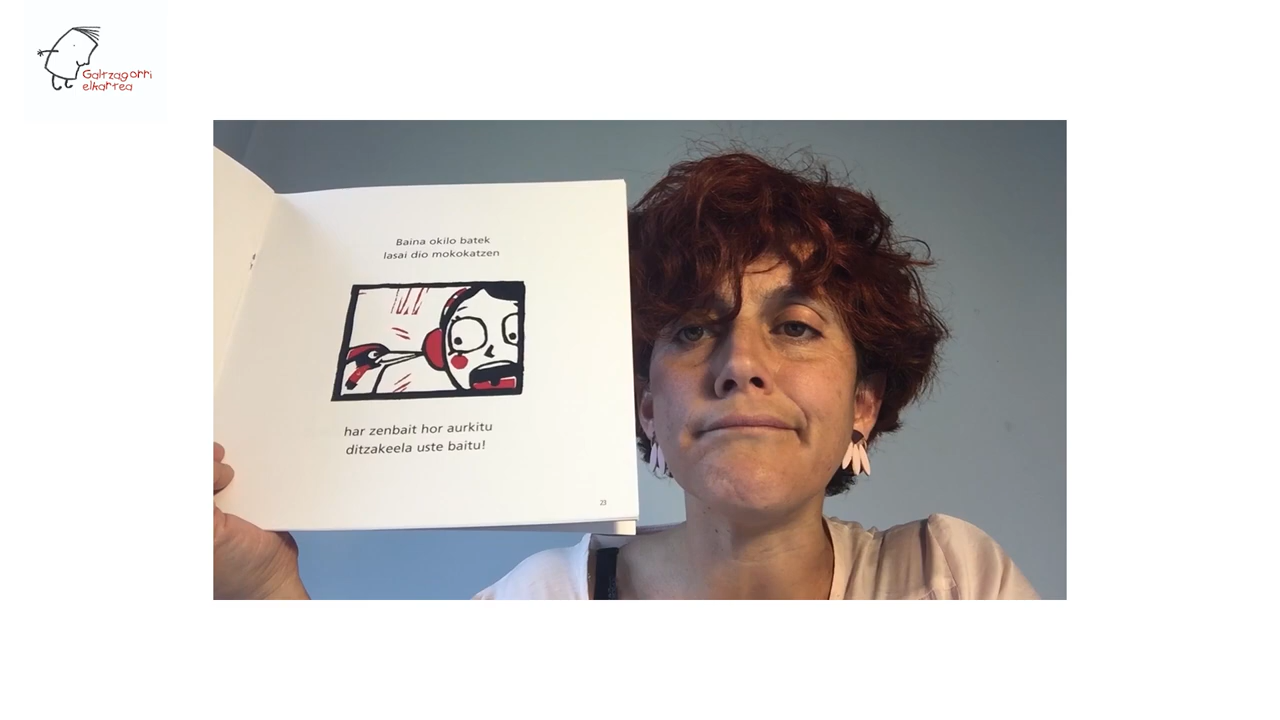 Galtzagorri
elkartea
Baina okilo batek
lasai dio mokokatzen
har zenbait hor aurkitu
ditzakeela uste baitu!
23